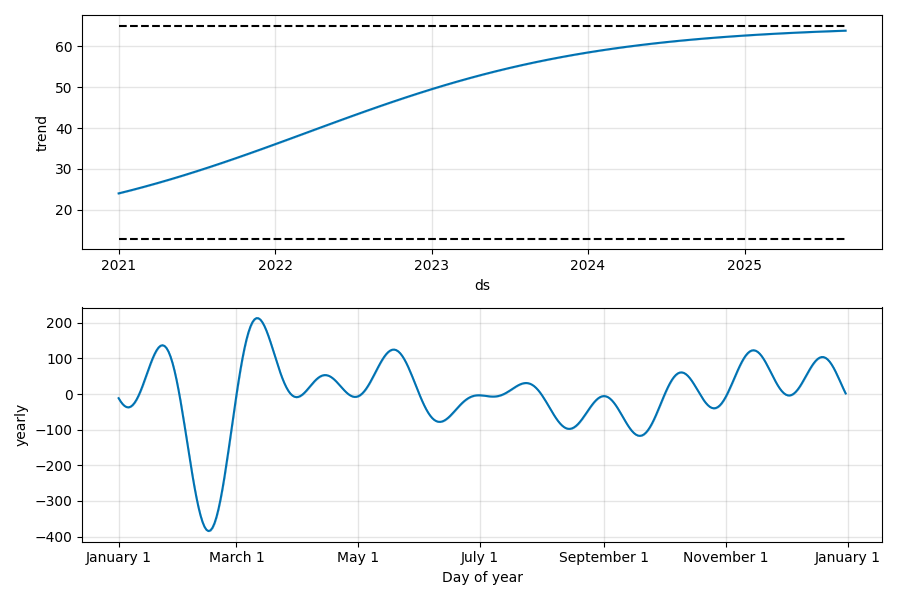 60
50
40
30
20
trend
2021 2022 2023 2024 2025
ds
200
100
0
−100
−200
−300
−400
yearly
January 1 March 1 May 1 July 1 September 1 November 1 January 1
Day of year